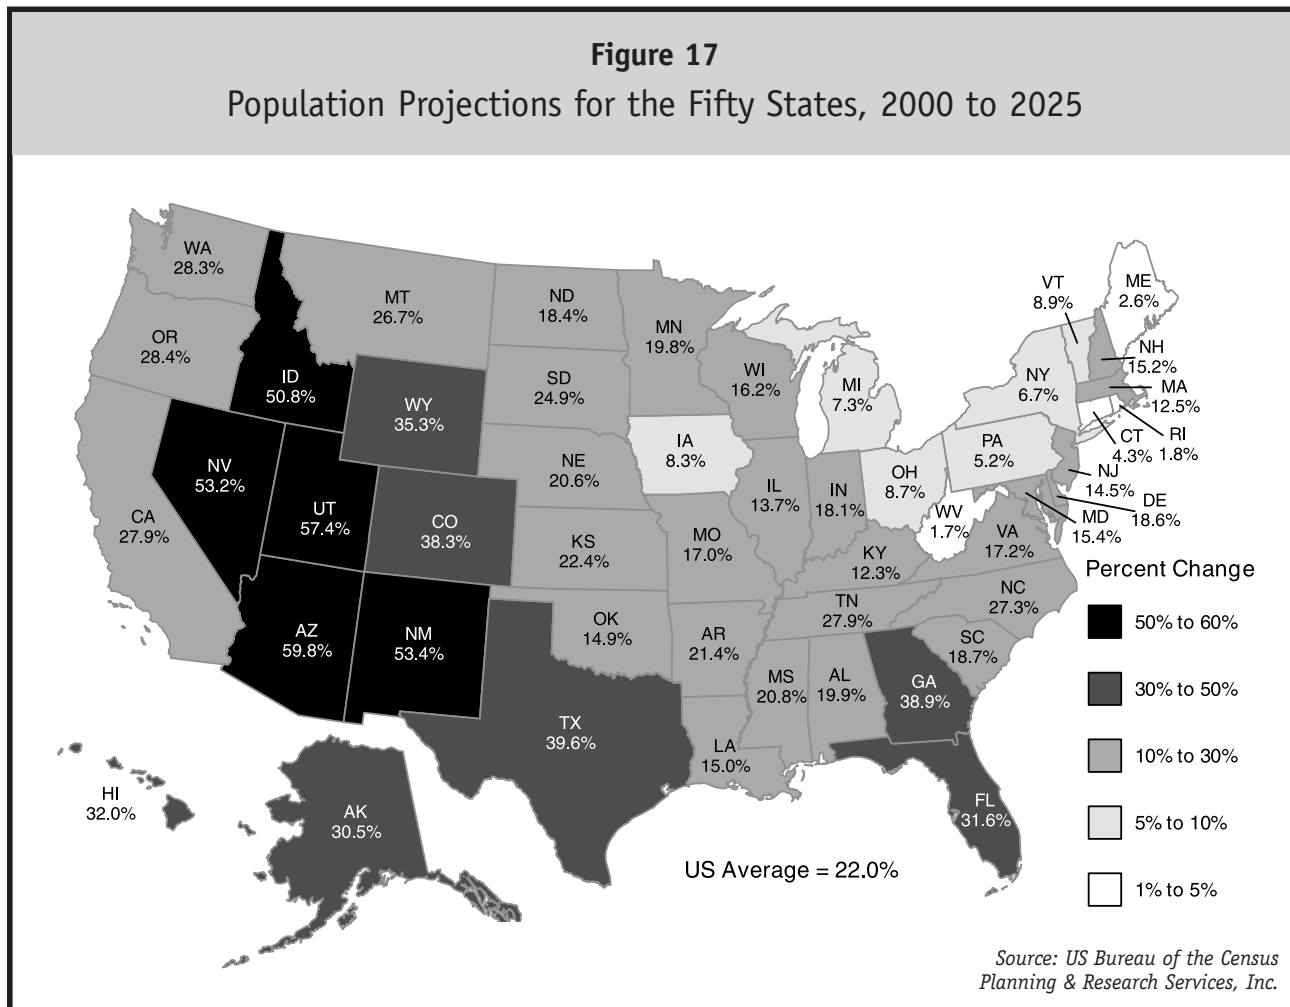 Figure 17
Population Projections for the Fifty States, 2000 to 2025
WA
28.3%
OR
28.4%
CA
27.9%
ID
50.8%
NV
53.2%
MT
26.7%
WY
35.3%
UT
57.4%
CO
38.3%
AZ
59.8%
NM
53.4%
ND
18.4%
SD
24.9%
NE
20.6%
KS
22.4%
OK
14.9%
TX
39.6%
MN
19.8%
IA
8.3%
MO
17.0%
AR
21.4%
LA
15.0%
WI
16.2%
IL
13.7%
MI
7.3%
IN
18.1%
OH
8.7%
KY
12.3%
TN
27.9%
MS
20.8%
AL
19.9%
GA
38.9%
FL
31.6%
SC
18.7%
NC
27.3%
VA
17.2%
WV
1.7%
PA
5.2%
NY
6.7%
VT
8.9%
ME
2.6%
NH
15.2%
MA
12.5%
RI
1.8%
CT
4.3%
NJ
14.5%
DE
18.6%
MD
15.4%
HI
32.0%
AK
30.5%
US Average = 22.0%
Percent Change
50% to 60%
30% to 50%
10% to 30%
5% to 10%
1% to 5%
Source: US Bureau of the Census
Planning & Research Services, Inc.